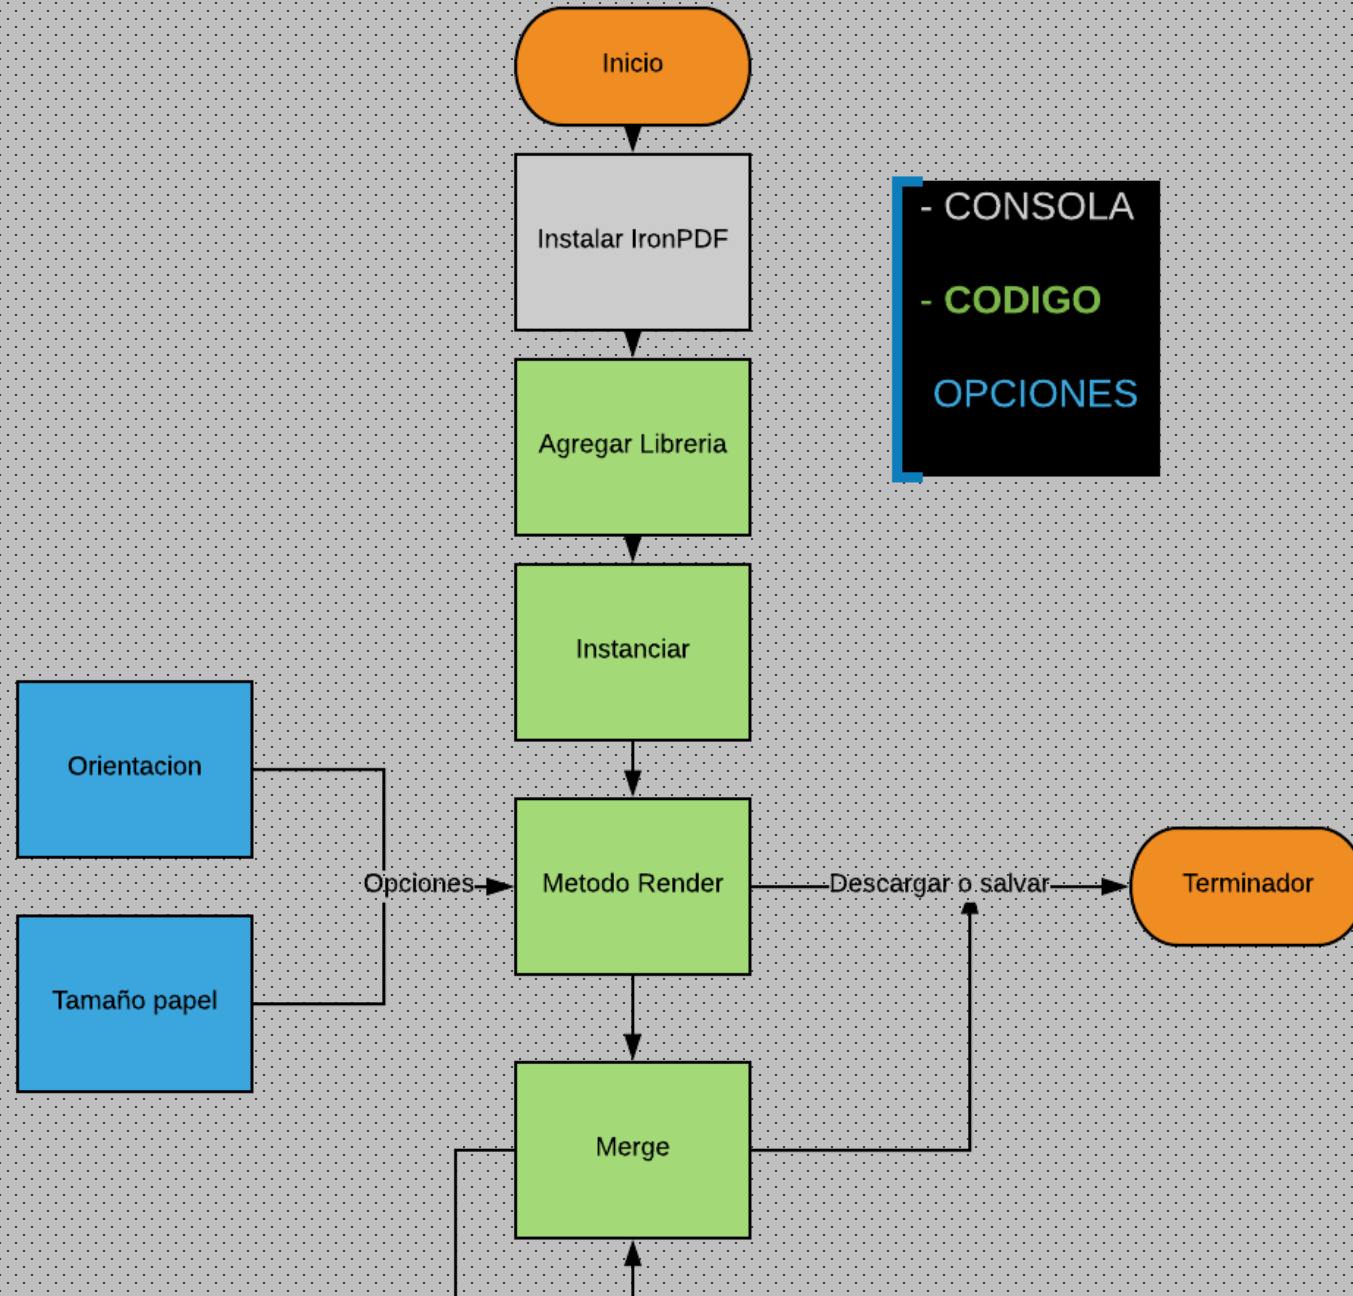 Inicio
Instalar IronPDF
- CONSOLA
- CODIGO
OPCIONES
Agregar Libreria
Instanciar
Orientacion
Opciones
Metodo Render
Descargar o salvar
Terminador
Tamaño papel
Merge